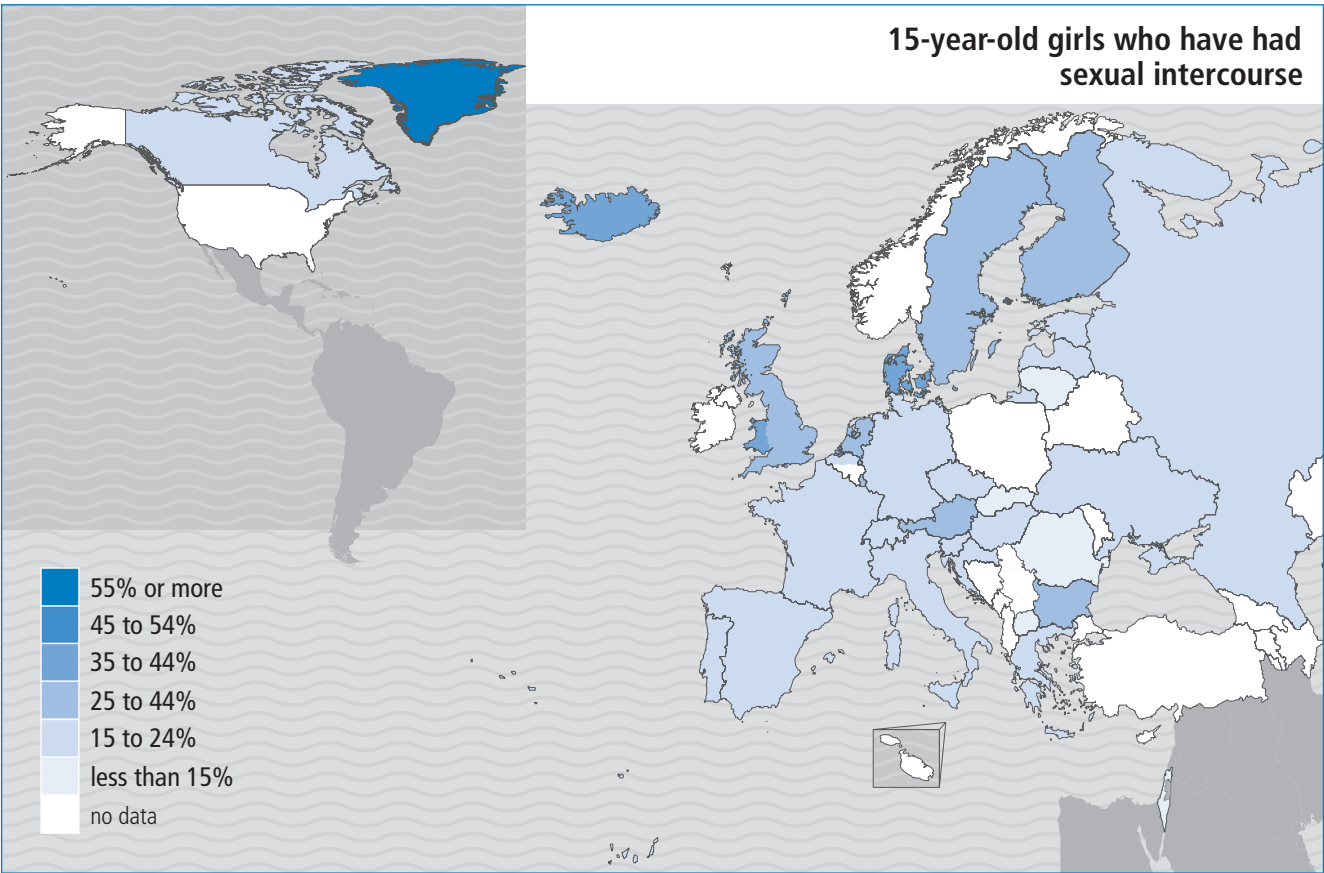 15-year-old girls who have had
sexual intercourse
55% or more
45 to 54%
35 to 44%
25 to 44%
15 to 24%
less than 15%
no data